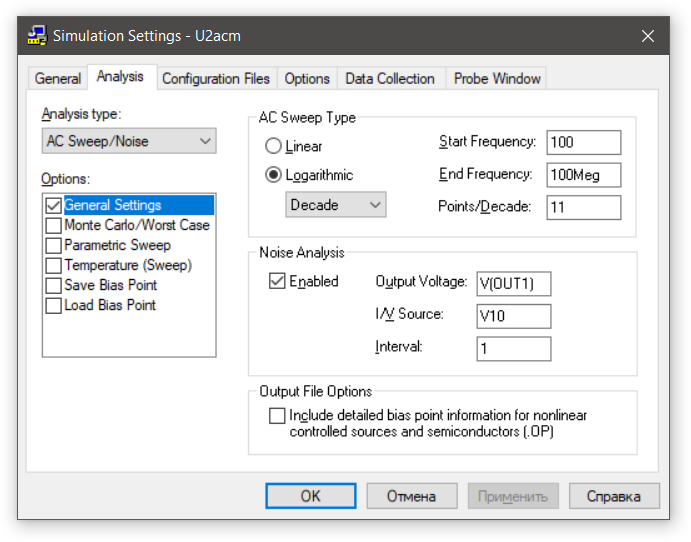 Simulation Settings - U2acm
General Analysis Configuration Files Options Data Collection Probe Window
Analysis type:
AC Sweep/Noise
Options:
General Settings
Monte Carlo/Worst Case
Parametric Sweep
Temperature (Sweep)
Save Bias Point
Load Bias Point
AC Sweep Type
Linear
Logarithmic
Decade
Start Frequency: 100
End Frequency: 100Meg
Points/Decade: 11
Noise Analysis
Enabled
Output Voltage: V(OUT1)
I/V Source: V10
Interval: 1
Output File Options
Include detailed bias point information for nonlinear
controlled sources and semiconductors (.OP)
OK Отмена Применить Справка